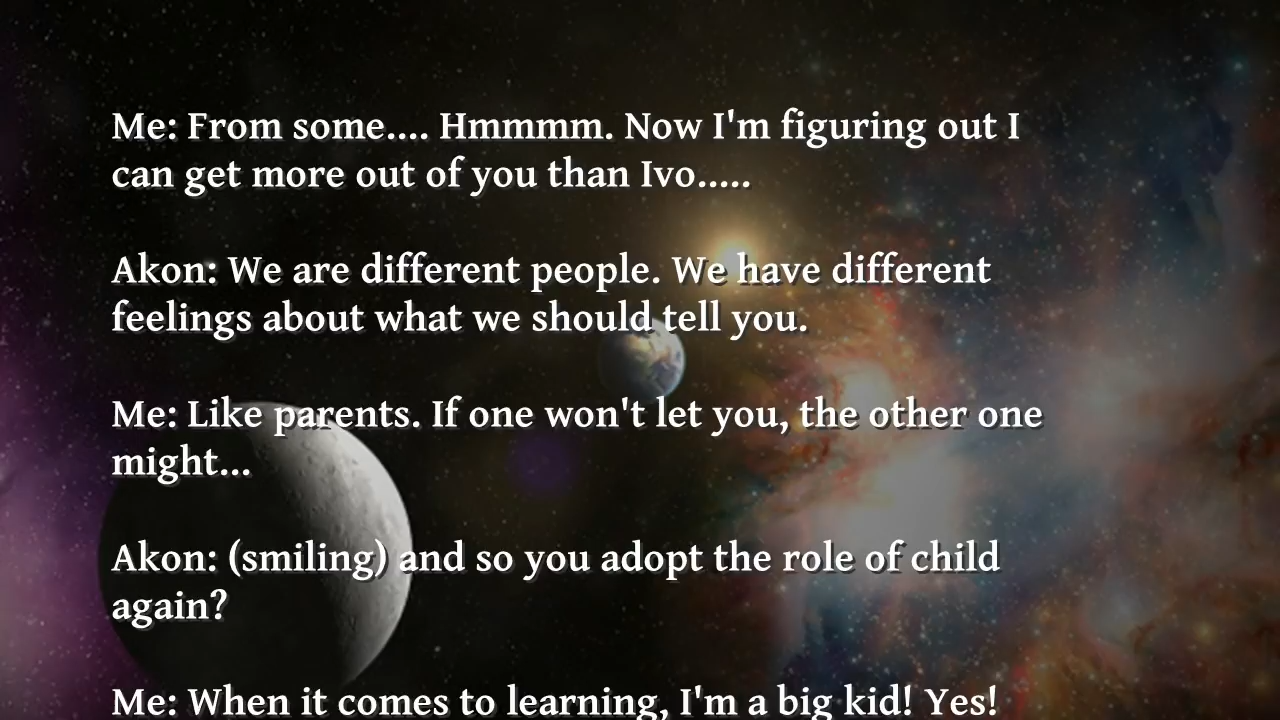 Me: From some.... Hmmmm. Now I'm figuring out I
can get more out of you than Ivo.....
Akon: We are different people. We have different
feelings about what we should tell you.
Me: Like parents. If one won't let you, the other one
might...
Akon: (smiling) and so you adopt the role of child
again?
Me: When it comes to learning, I'm a big kid! Yes!